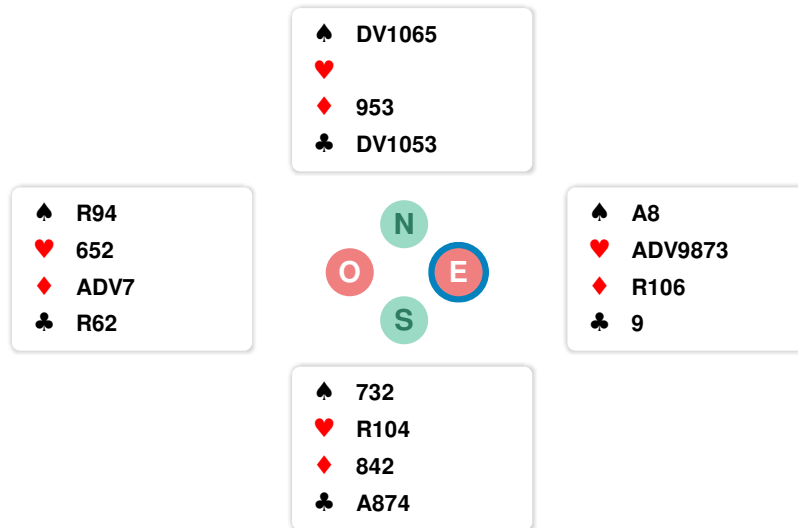 ♠ DV1065
♥
♦ 953
♣ DV1053
♠ R94
♥ 652
♦ ADV7
♣ R62
N
O
E
S
♠ A8
♥ ADV9873
♦ R106
♣ 9
♠ 732
♥ R104
♦ 842
♣ A874